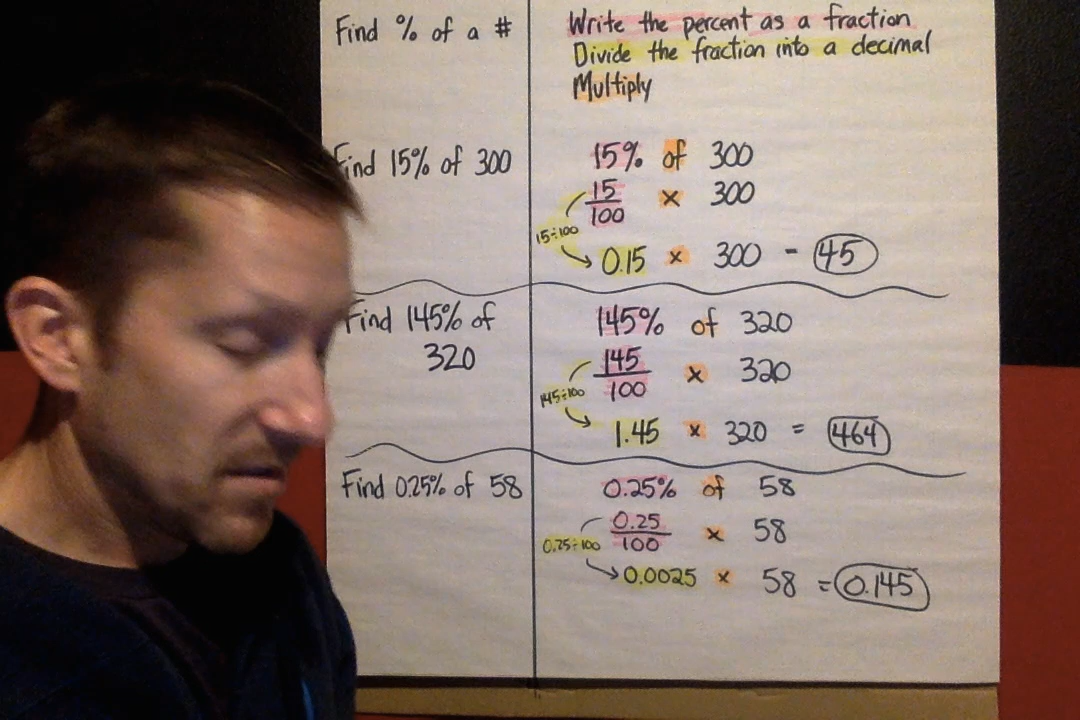 Find % of a #
Write the percent as a fraction
Divide the fraction into a decimal
Multiply
Find 15% of 300
15% of 300
15
100
x 300
15÷100
0.15 x 300 - 45
Find 145% of
320
145% of 320
145
100
x 320
145÷100
1.45 x 320 = 464
Find 0.25% of 58
0.25% of 58
0.25
100
x 58
0.25÷100
0.0025 x 58 = 0.145